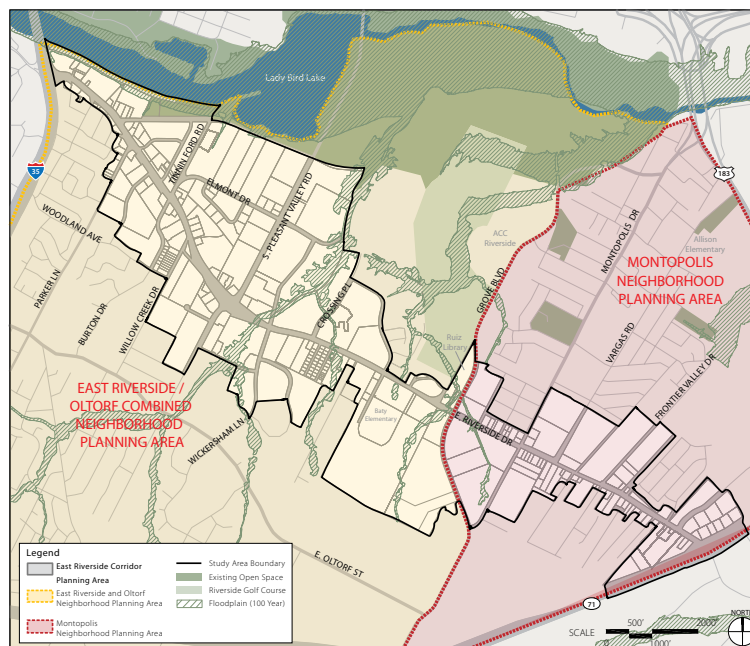 Lady Bird Lake
35
183
TINNIN FORD RD
ELMONT DR
S. PLEASANT VALLEY RD
WOODLAND AVE
PARKER LN
BURTON DR
WILLOW CREEK DR
CROSSING PL
ACC
Riverside
GROVE BLVD
MONTOPOLIS DR
Allison
Elementary
MONTOPOLIS
NEIGHBORHOOD
PLANNING AREA
VARGAS RD
FRONTIER VALLEY DR
Ruiz
Library
EAST RIVERSIDE /
OLTORF COMBINED
NEIGHBORHOOD
PLANNING AREA
Baty
Elementary
E. RIVERSIDE DR
WICKERSHAM LN
E. OLTORF ST
71
Legend
East Riverside Corridor
Planning Area
East Riverside and Oltorf
Neighborhood Planning Area
Montopolis
Neighborhood Planning Area
Study Area Boundary
Existing Open Space
Riverside Golf Course
Floodplain (100 Year)
SCALE
500'
2000'
1000'
NORTH